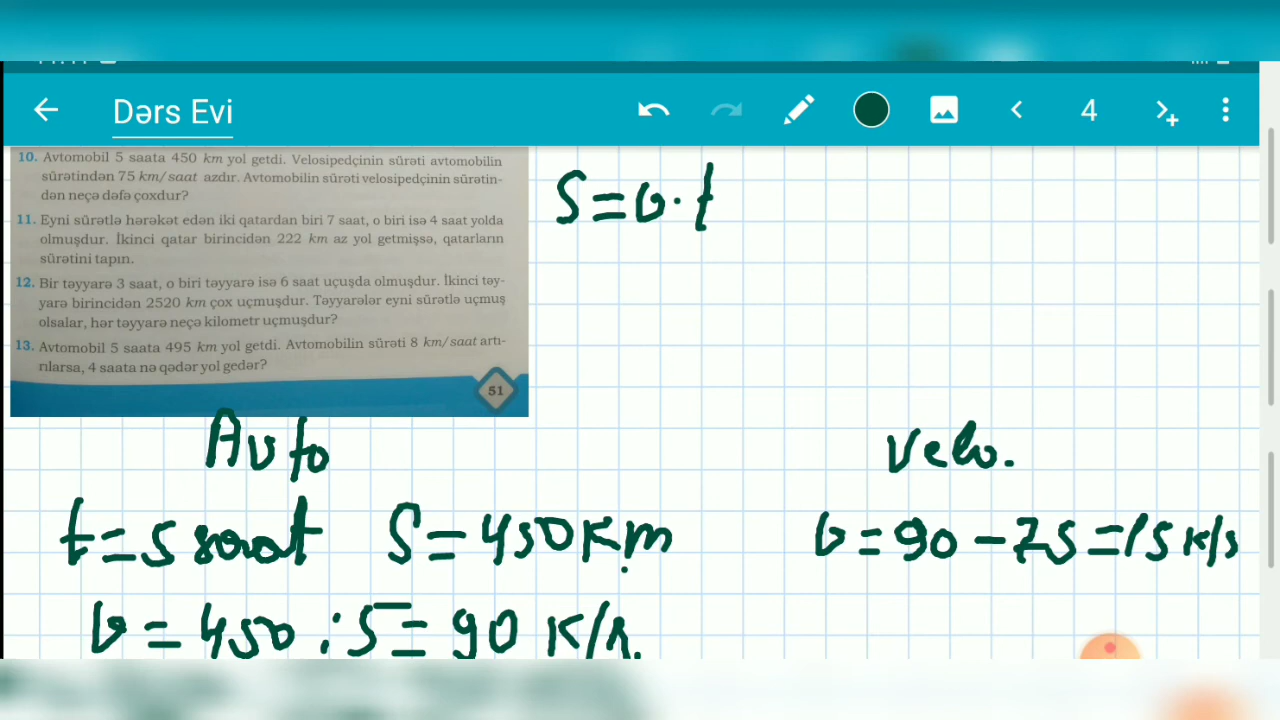 Dərs Evi
4
10. Avtomobil 5 saata 450 km yol getdi. Velosipedçinin sürəti avtomobilin
sürətindən 75 km/saat azdır. Avtomobilin sürəti velosipedçinin sürətin-
dən neçə dəfə çoxdur?
11. Eyni sürətlə hərəkət edən iki qatardan biri 7 saat, o biri isə 4 saat yolda
olmuşdur. İkinci qatar birincidən 222 km az yol getmişsə, qatarların
sürətini tapın.
12. Bir təyyarə 3 saat, o biri təyyarə isə 6 saat uçuşda olmuşdur. İkinci təy-
yarə birincidən 2520 km çox uçmuşdur. Təyyarələr eyni sürətlə uçmuş
olsalar, hər təyyarə neçə kilometr uçmuşdur?
13. Avtomobil 5 saata 495 km yol getdi. Avtomobilin sürəti 8 km/saat artı-
rılarsa, 4 saata nə qədər yol gedər?
51
S=v·t
Avto
t=5 saat S=450km
v=450:5=90 k/s.
Velo.
v=90-75=15 k/s